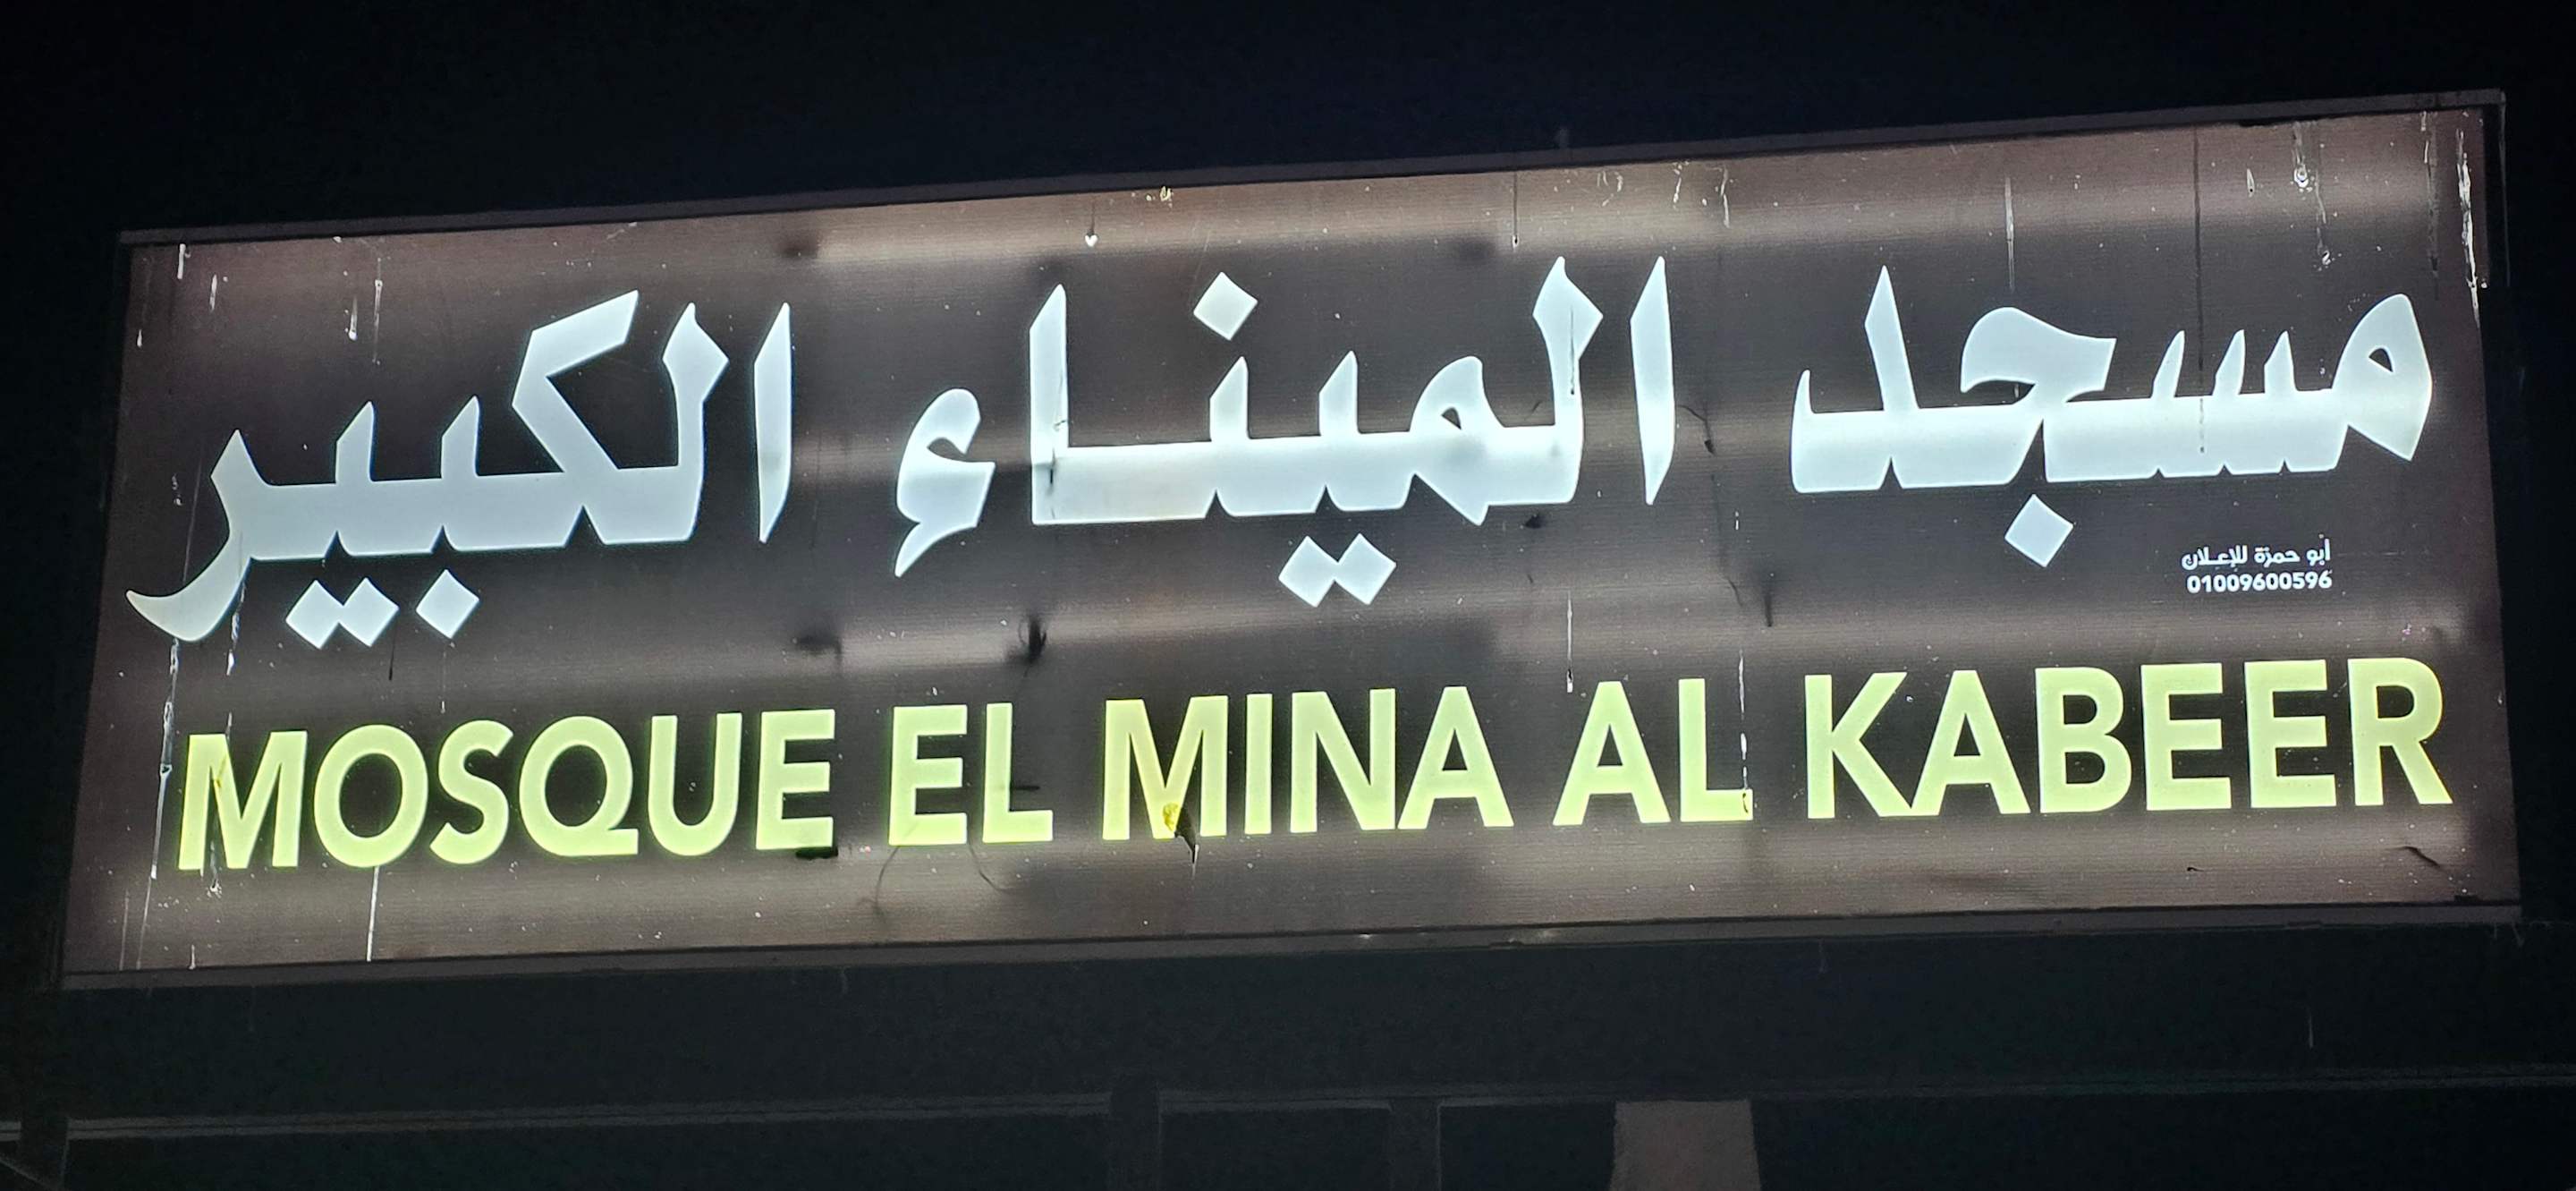 مسجد الميناء الكبير
أبو حمزة للإعلان
01009600596
MOSQUE EL MINA AL KABEER